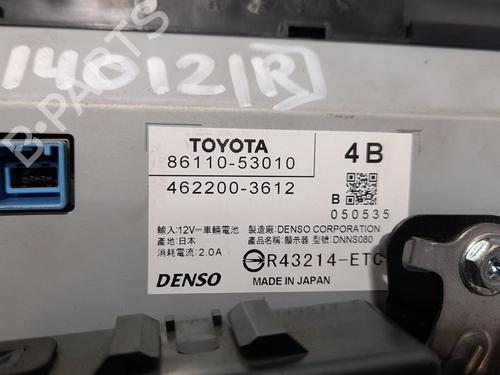 B-PARTS
14012 R
TOYOTA
86110-53010
4B
462200-3612
B
050535
輸入:12V⎓車輛電池
製造廠: DENSO CORPORATION
產地:日本
產品名稱:顯示器 型號:DNNS080
消耗電流:2.0A
R43214-ETC
DENSO
MADE IN JAPAN